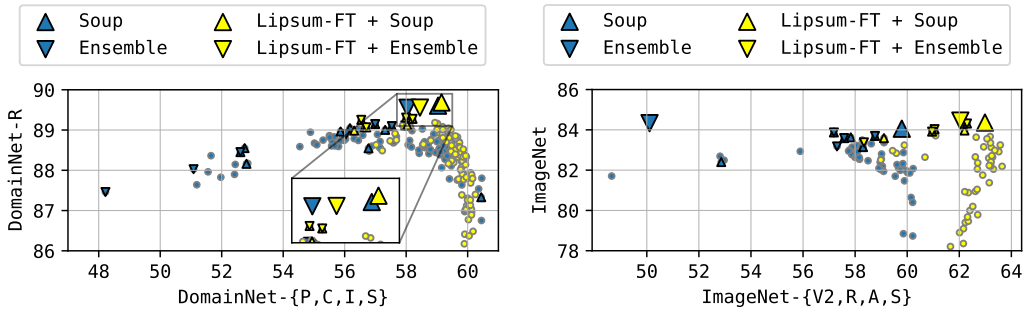 Soup Lipsum-FT + Soup
Ensemble Lipsum-FT + Ensemble
90
89
88
87
86
DomainNet-R
48 50 52 54 56 58 60
DomainNet-{P,C,I,S}
Soup Lipsum-FT + Soup
Ensemble Lipsum-FT + Ensemble
86
84
82
80
78
ImageNet
50 52 54 56 58 60 62 64
ImageNet-{V2,R,A,S}